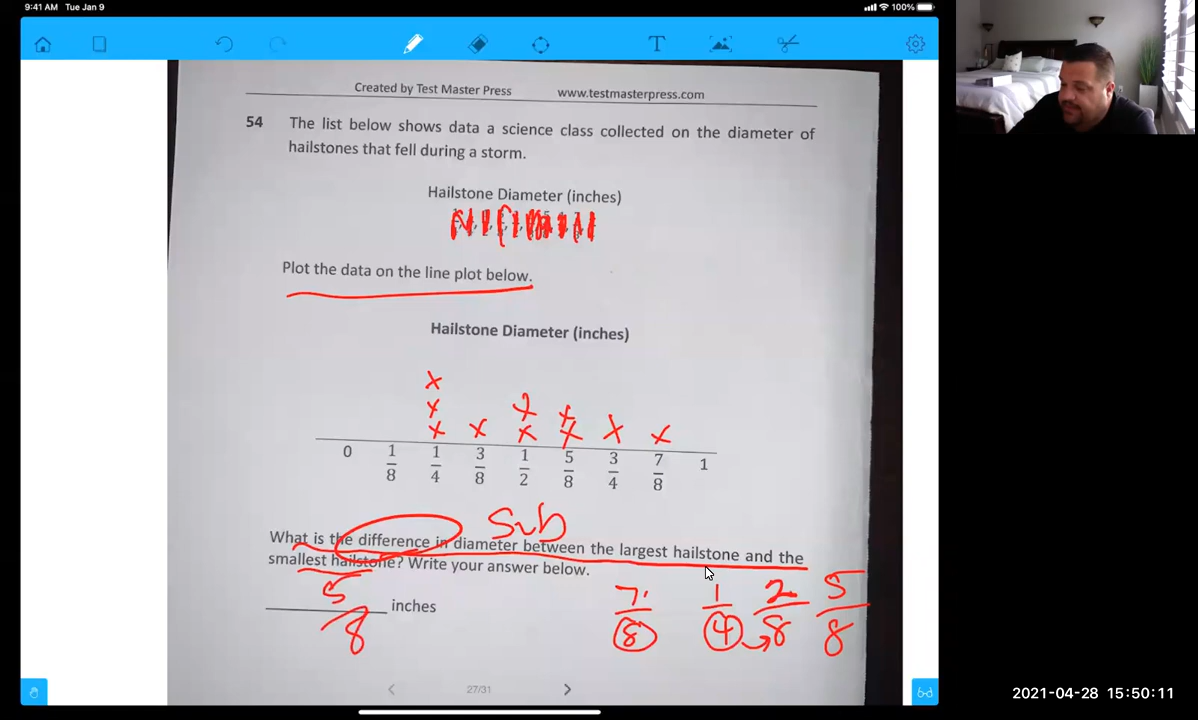 9:41 AM Tue Jan 9
100%
T
Created by Test Master Press www.testmasterpress.com
54 The list below shows data a science class collected on the diameter of
hailstones that fell during a storm.
Hailstone Diameter (inches)
Plot the data on the line plot below.
Hailstone Diameter (inches)
x
x x x
x x x x x x
0 1/8 1/4 3/8 1/2 5/8 3/4 7/8 1
Sub
What is the difference in diameter between the largest hailstone and the
smallest hailstone? Write your answer below.
5/8 inches
7/8 1/4 2/8 5/8
27/31
2021-04-28 15:50:11